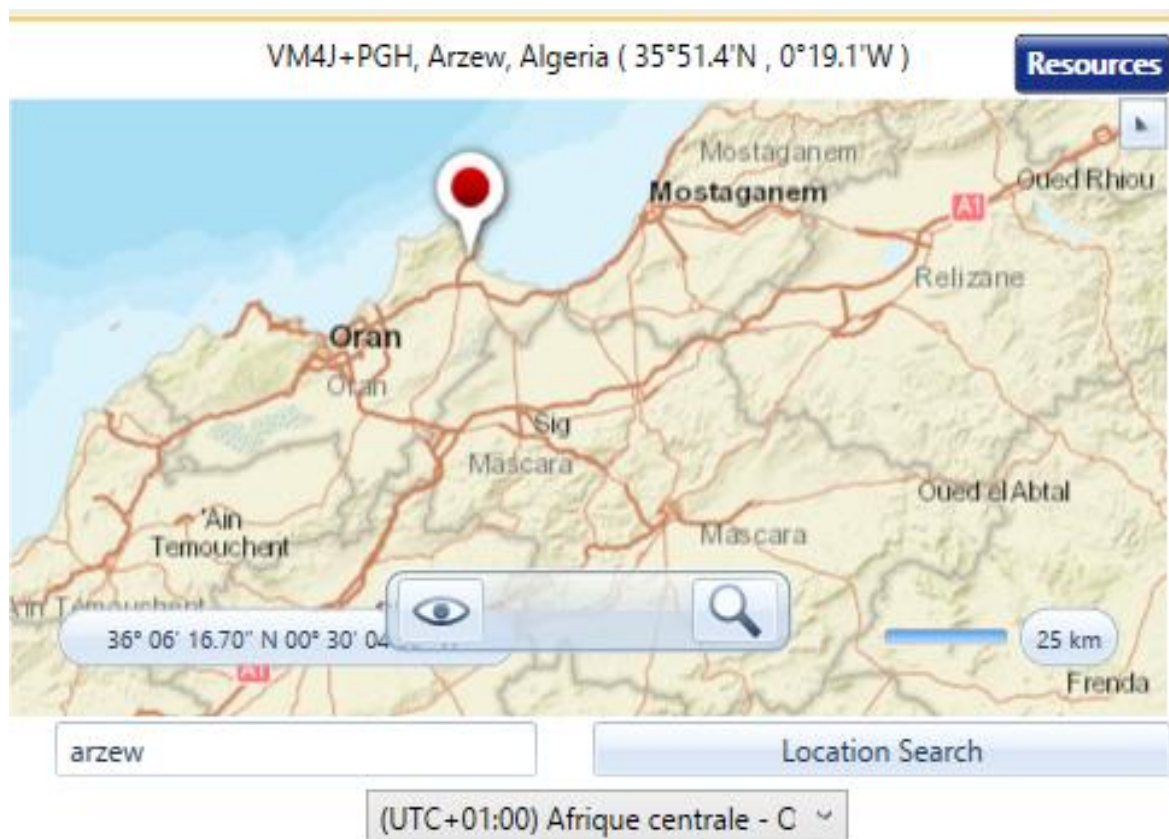 VM4J+PGH, Arzew, Algeria ( 35°51.4'N , 0°19.1'W )
Resources
Mostaganem
Mostaganem
Oued Rhiou
A1
Relizane
Oran
Oran
Sig
Mascara
Oued el Abtal
'Ain
Temouchent
Mascara
Ain Témouchent
36° 06' 16.70" N 00° 30'
25 km
A1
Frenda
arzew
Location Search
(UTC+01:00) Afrique centrale - O